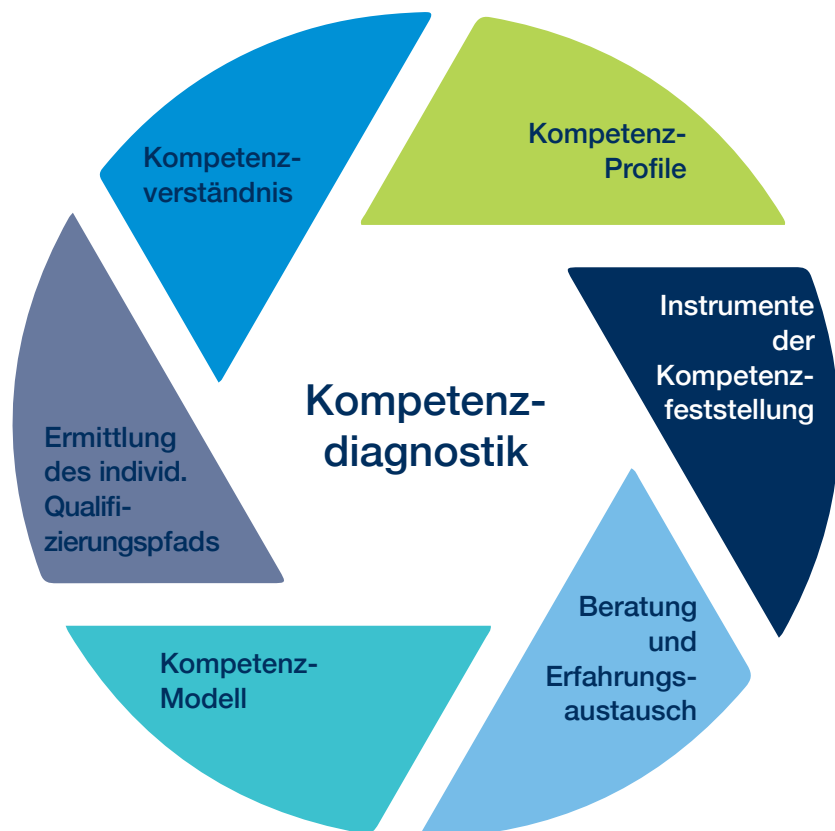 Kompetenz-
verständnis
Kompetenz-
Profile
Instrumente
der
Kompetenz-
feststellung
Kompetenz-
diagnostik
Ermittlung
des individ.
Qualifi-
zierungspfads
Beratung
und
Erfahrungs-
austausch
Kompetenz-
Modell